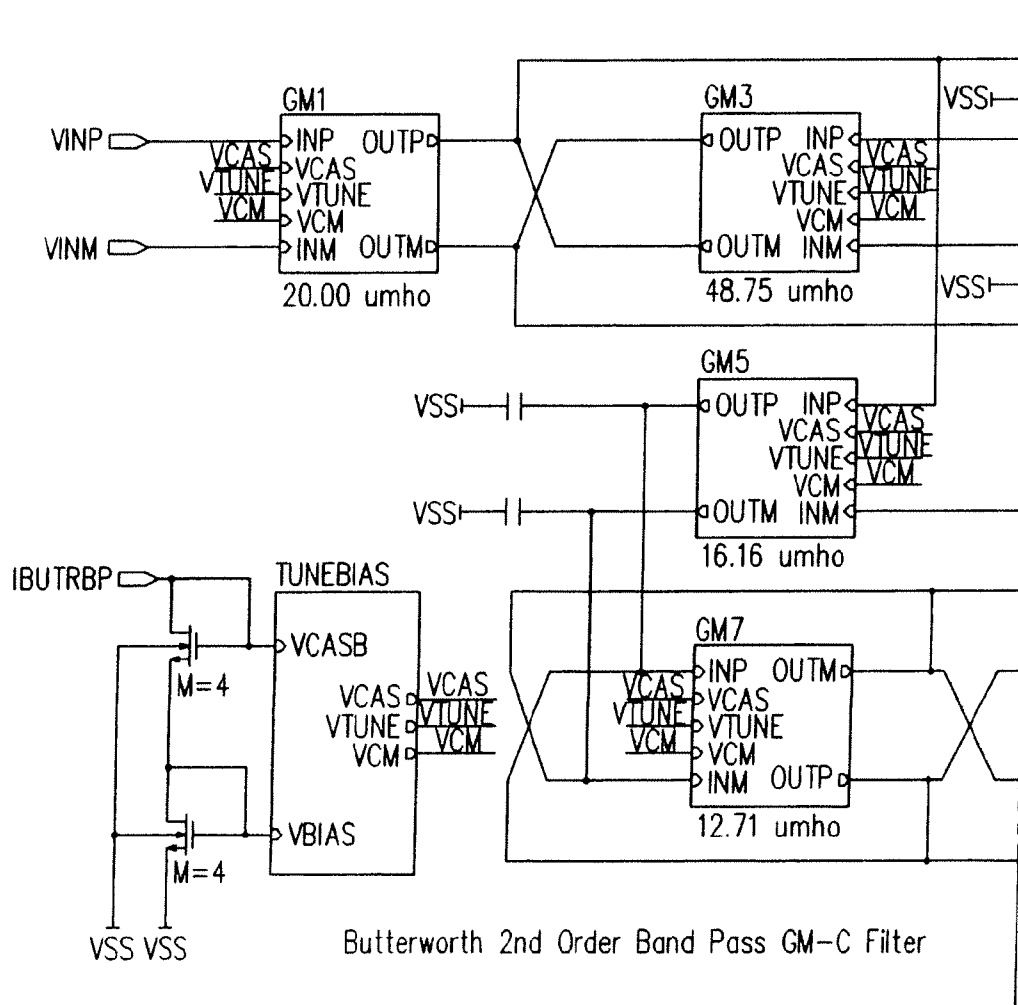 GM1
VINP
INP OUTP
VCAS
VCAS
VTUNE
VTUNE
VCM
VCM
VINM
INM OUTM
20.00 umho
GM3
VSS
OUTP INP
VCAS
VCAS
VTUNE
VTUNE
VCM
VCM
OUTM INM
48.75 umho
VSS
GM5
VSS
OUTP INP
VCAS
VCAS
VTUNE
VTUNE
VCM
VCM
VSS
OUTM INM
16.16 umho
IBUTRBP
TUNEBIAS
VCASB
M=4
VCAS
VCAS
VTUNE
VTUNE
VCM
VCM
VBIAS
M=4
VSS VSS
GM7
INP OUTM
VCAS
VCAS
VTUNE
VTUNE
VCM
VCM
INM OUTP
12.71 umho
Butterworth 2nd Order Band Pass GM-C Filter